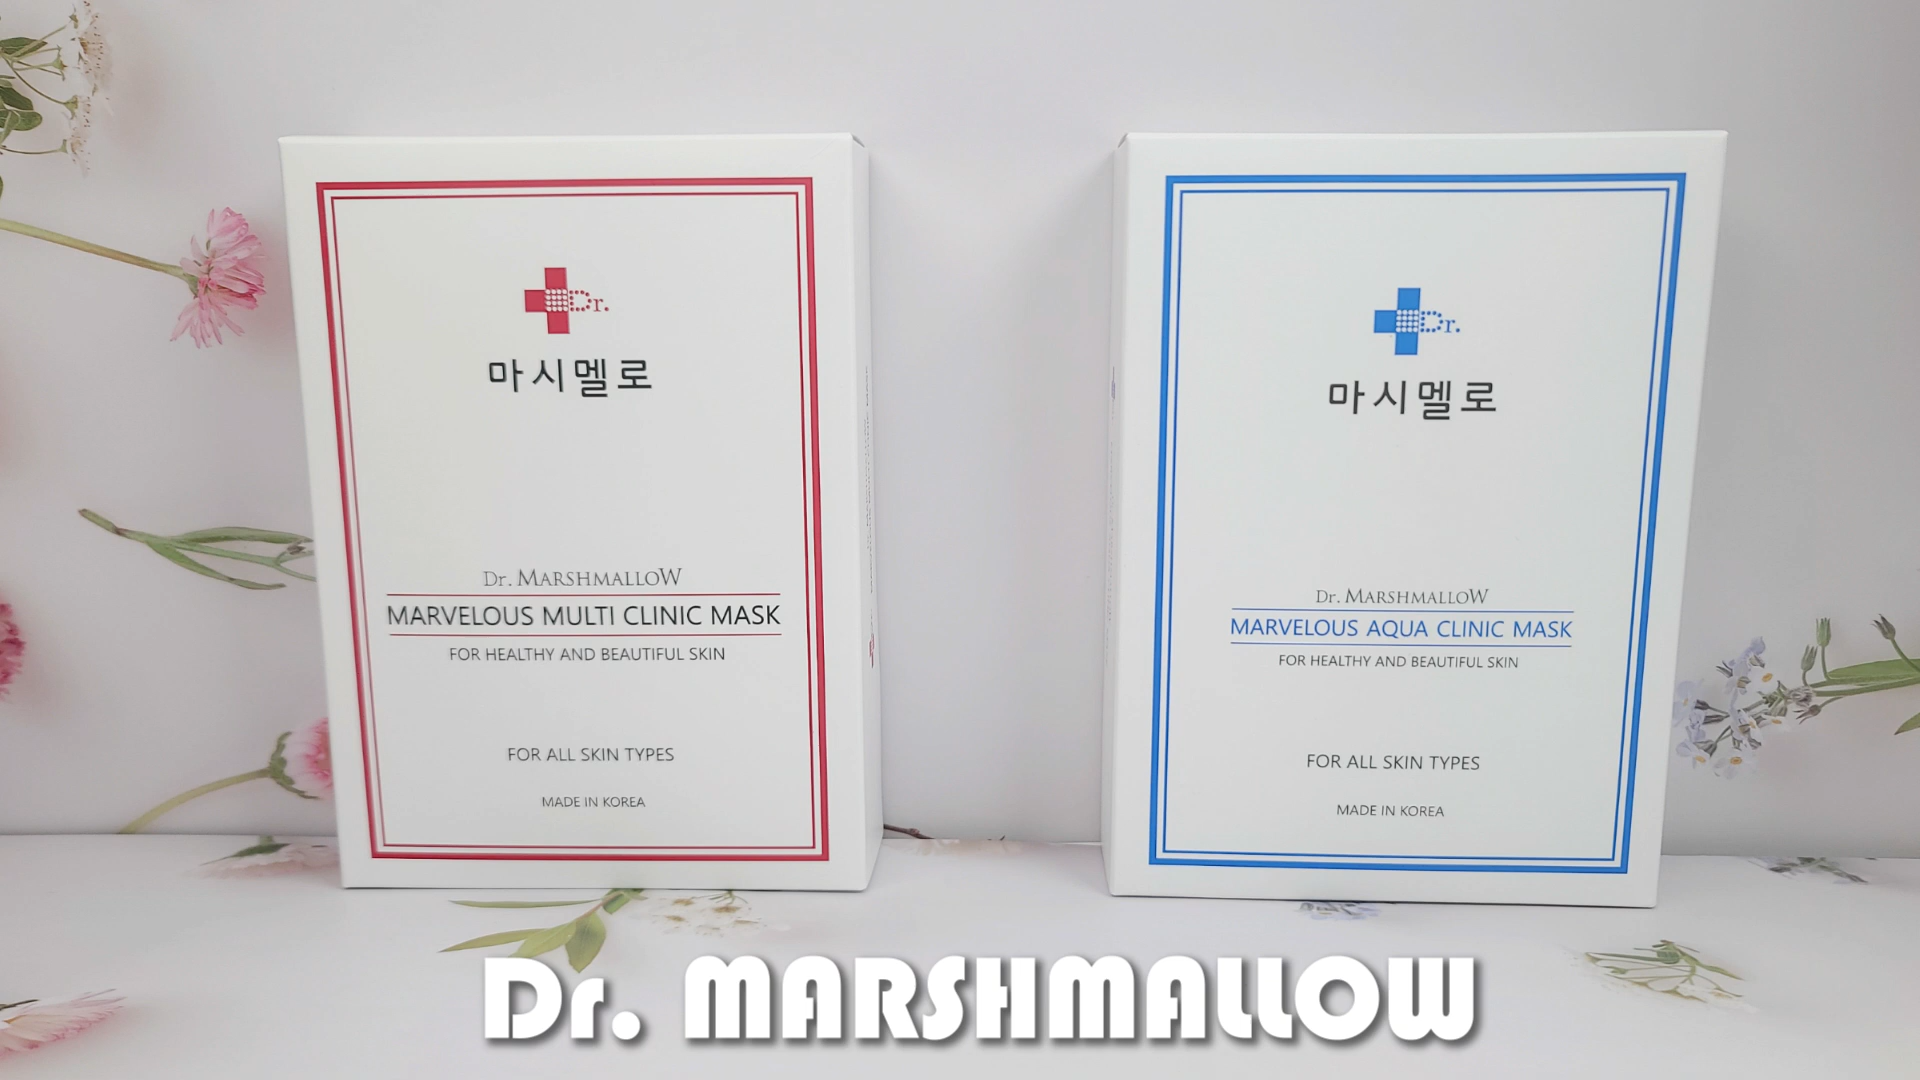 Dr.
마시멜로
Dr. MARSHMALLOW
MARVELOUS MULTI CLINIC MASK
FOR HEALTHY AND BEAUTIFUL SKIN
FOR ALL SKIN TYPES
MADE IN KOREA
Dr.
마시멜로
Dr. MARSHMALLOW
MARVELOUS AQUA CLINIC MASK
FOR HEALTHY AND BEAUTIFUL SKIN
FOR ALL SKIN TYPES
MADE IN KOREA
Dr. MARSHMALLOW